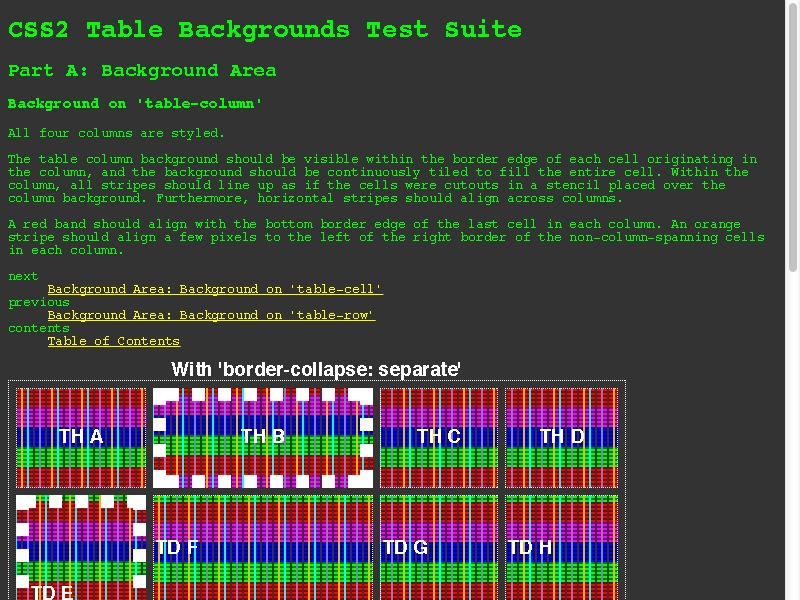 CSS2 Table Backgrounds Test Suite
Part A: Background Area
Background on 'table-column'
All four columns are styled.
The table column background should be visible within the border edge of each cell originating in
the column, and the background should be continuously tiled to fill the entire cell. Within the
column, all stripes should line up as if the cells were cutouts in a stencil placed over the
column background. Furthermore, horizontal stripes should align across columns.
A red band should align with the bottom border edge of the last cell in each column. An orange
stripe should align a few pixels to the left of the right border of the non-column-spanning cells
in each column.
next
Background Area: Background on 'table-cell'
previous
Background Area: Background on 'table-row'
contents
Table of Contents
With 'border-collapse: separate'
TH A TH B TH C TH D
TD F TD G TD H
TD E